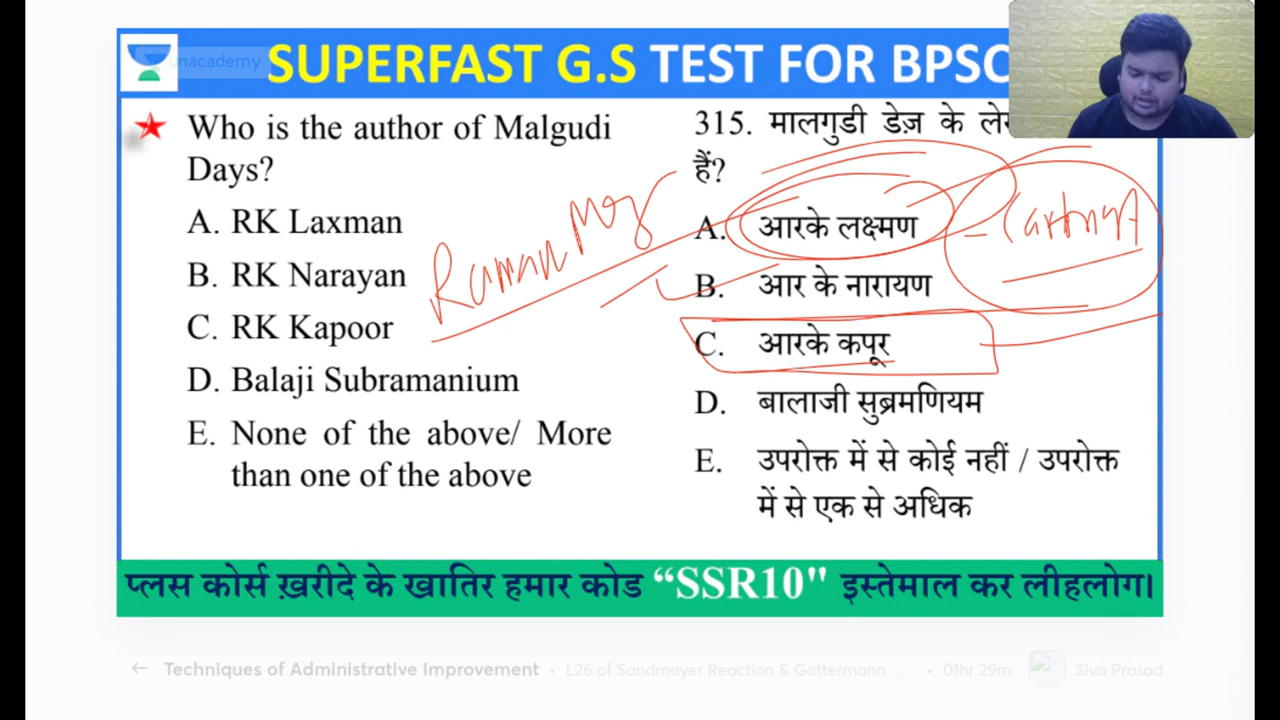 unacademy
SUPERFAST G.S TEST FOR BPSC
Who is the author of Malgudi
Days?
A. RK Laxman
B. RK Narayan
C. RK Kapoor
D. Balaji Subramanium
E. None of the above/ More
than one of the above
Raman
315. मालगुडी डेज़ के
हैं?
A. आरके लक्ष्मण
B. आर के नारायण
C. आरके कपूर
D. बालाजी सुब्रमणियम
E. उपरोक्त में से कोई नहीं / उपरोक्त
में से एक से अधिक
प्लस कोर्स ख़रीदे के खातिर हमार कोड “SSR10" इस्तेमाल कर लीहलोग।
Techniques of Administrative Improvement • L26 of Sandmayer Reaction & Gattermann ... • 01hr 29m Siva Prasad